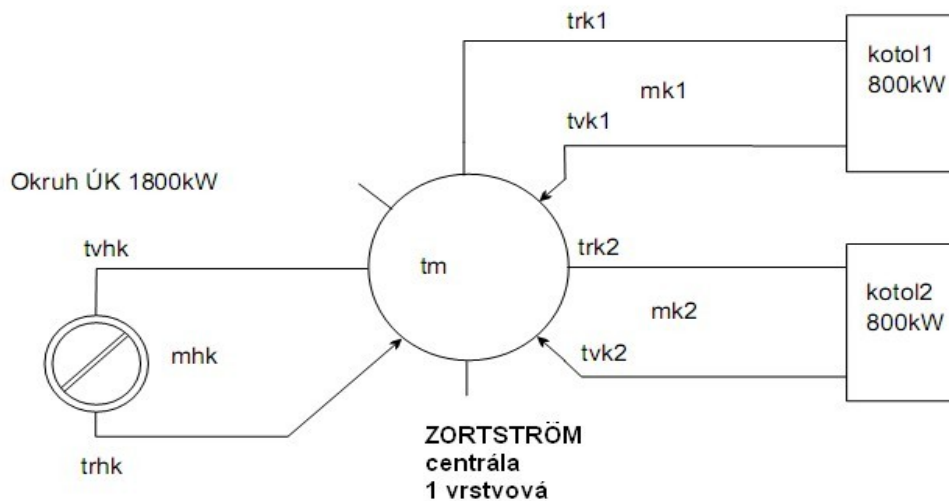 trk1
kotol1
800kW
mk1
tvk1
Okruh ÚK 1800kW
tvhk
tm
trk2
kotol2
800kW
mk2
mhk
tvk2
trhk
ZORTSTRÖM
centrála
1 vrstvová